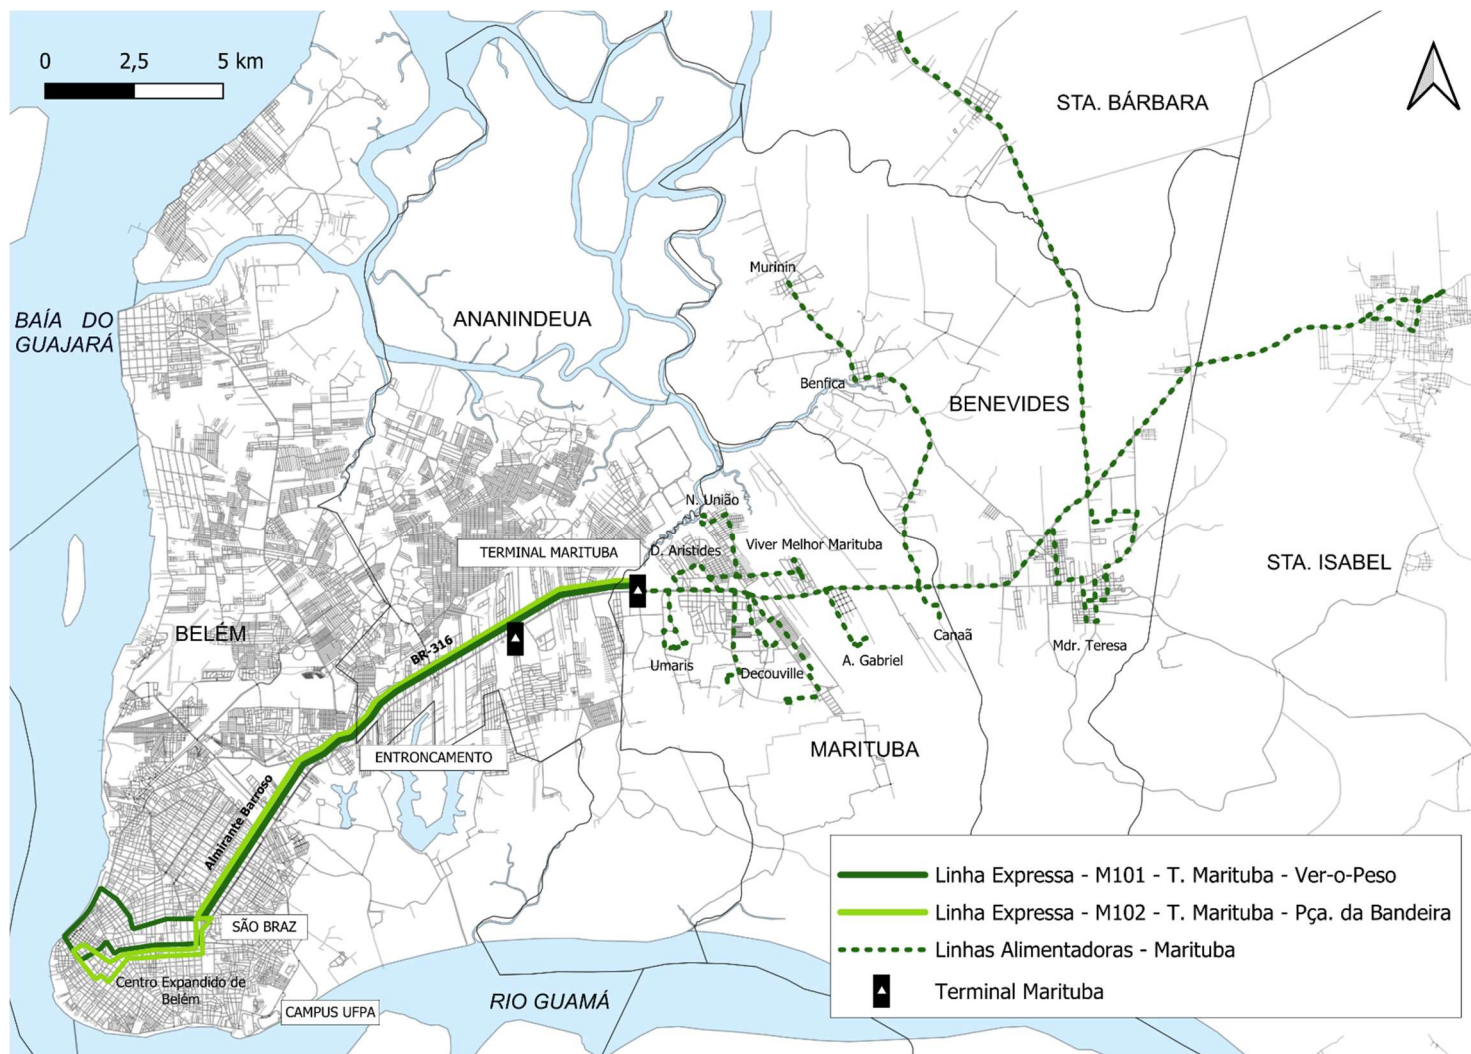 0 2,5 5 km
STA. BÁRBARA
Murinin
BAÍA DO
GUAJARÁ
ANANINDEUA
Benfica
BENEVIDES
N. União
TERMINAL MARITUBA
D. Aristides
Viver Melhor Marituba
STA. ISABEL
BELÉM
BR-316
Umaris
Decouville
A. Gabriel
Canaã
Mdr. Teresa
ENTRONCAMENTO
MARITUBA
Almirante Barroso
SÃO BRAZ
Centro Expandido de
Belém
CAMPUS UFPA
RIO GUAMÁ
Linha Expressa - M101 - T. Marituba - Ver-o-Peso
Linha Expressa - M102 - T. Marituba - Pça. da Bandeira
Linhas Alimentadoras - Marituba
Terminal Marituba